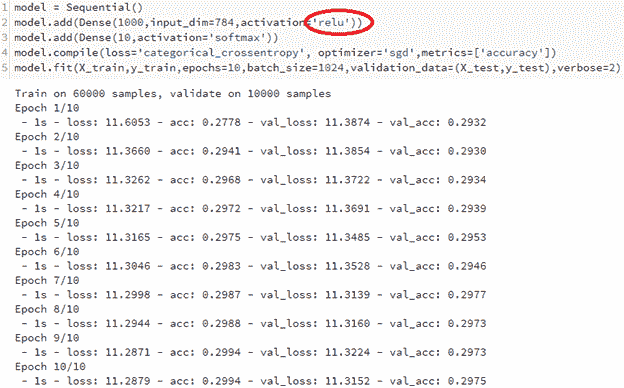 1 model = Sequential()
2 model.add(Dense(1000,input_dim=784,activation='relu'))
3 model.add(Dense(10,activation='softmax'))
4 model.compile(loss='categorical_crossentropy', optimizer='sgd',metrics=['accuracy'])
5 model.fit(X_train,y_train,epochs=10,batch_size=1024,validation_data=(X_test,y_test),verbose=2)
Train on 60000 samples, validate on 10000 samples
Epoch 1/10
- 1s - loss: 11.6053 - acc: 0.2778 - val_loss: 11.3874 - val_acc: 0.2932
Epoch 2/10
- 1s - loss: 11.3660 - acc: 0.2941 - val_loss: 11.3854 - val_acc: 0.2930
Epoch 3/10
- 1s - loss: 11.3262 - acc: 0.2968 - val_loss: 11.3722 - val_acc: 0.2934
Epoch 4/10
- 1s - loss: 11.3217 - acc: 0.2972 - val_loss: 11.3691 - val_acc: 0.2939
Epoch 5/10
- 1s - loss: 11.3165 - acc: 0.2975 - val_loss: 11.3485 - val_acc: 0.2953
Epoch 6/10
- 1s - loss: 11.3046 - acc: 0.2983 - val_loss: 11.3528 - val_acc: 0.2946
Epoch 7/10
- 1s - loss: 11.2998 - acc: 0.2987 - val_loss: 11.3139 - val_acc: 0.2977
Epoch 8/10
- 1s - loss: 11.2944 - acc: 0.2988 - val_loss: 11.3160 - val_acc: 0.2973
Epoch 9/10
- 1s - loss: 11.2871 - acc: 0.2994 - val_loss: 11.3224 - val_acc: 0.2973
Epoch 10/10
- 1s - loss: 11.2879 - acc: 0.2994 - val_loss: 11.3152 - val_acc: 0.2975